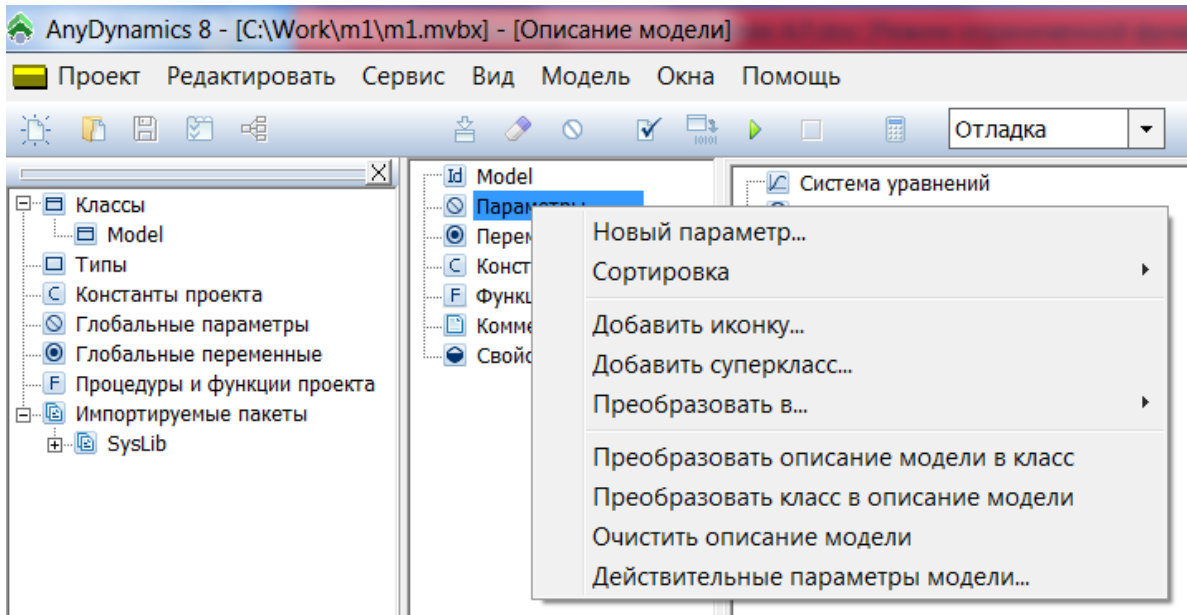 AnyDynamics 8 - [C:\Work\m1\m1.mvbx] - [Описание модели]
Проект Редактировать Сервис Вид Модель Окна Помощь
Отладка
Классы
Model
Типы
Константы проекта
Глобальные параметры
Глобальные переменные
Процедуры и функции проекта
Импортируемые пакеты
SysLib
Id Model
Параметры
Перем
C Конст
F Функц
Комме
Свойс
Система уравнений
Новый параметр...
Сортировка
Добавить иконку...
Добавить суперкласс...
Преобразовать в...
Преобразовать описание модели в класс
Преобразовать класс в описание модели
Очистить описание модели
Действительные параметры модели...